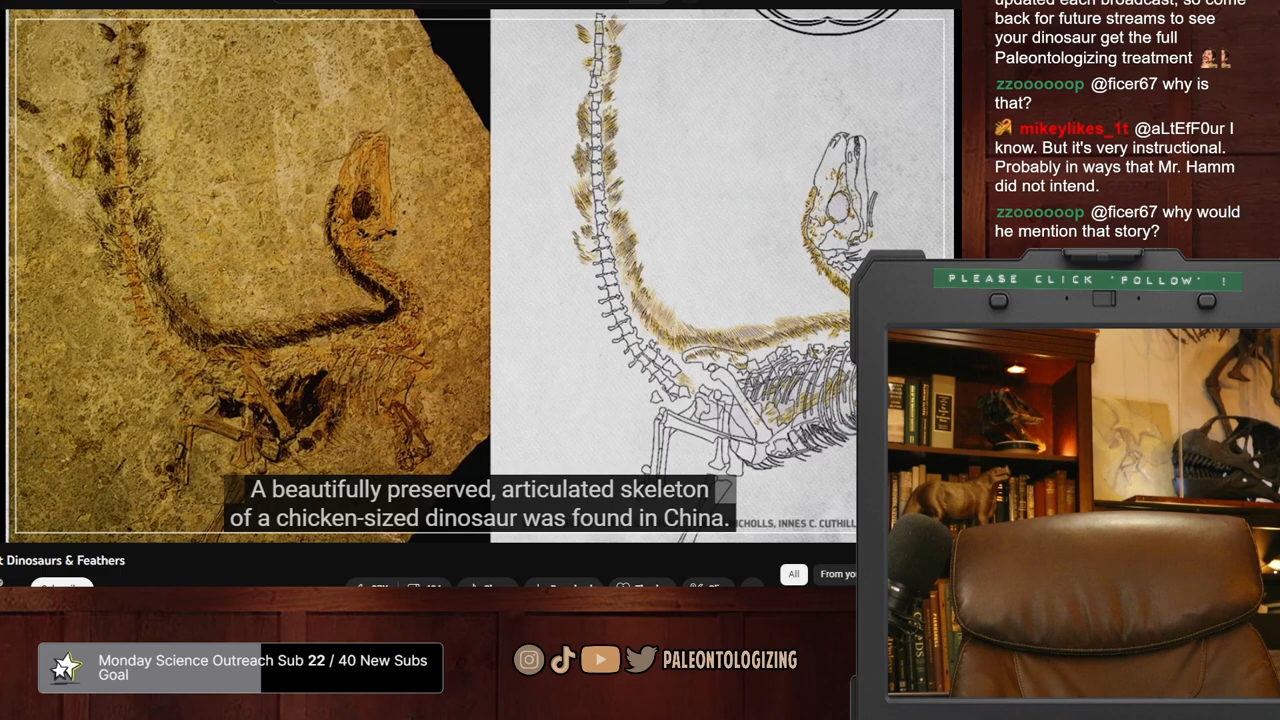 updated each broadcast, so come
back for future streams to see
your dinosaur get the full
Paleontologizing treatment
zzoooooop @ficer67 why is
that?
mikeylikes_1t @aLtEfF0ur I
know. But it's very instructional.
Probably in ways that Mr. Hamm
did not intend.
zzoooooop @ficer67 why would
he mention that story?
PLEASE CLICK 'FOLLOW' !
A beautifully preserved, articulated skeleton
of a chicken-sized dinosaur was found in China.
CHOLLS, INNES C. CUTHILL
t Dinosaurs & Feathers
All
From yo
Monday Science Outreach Sub 22 / 40 New Subs
Goal
PALEONTOLOGIZING